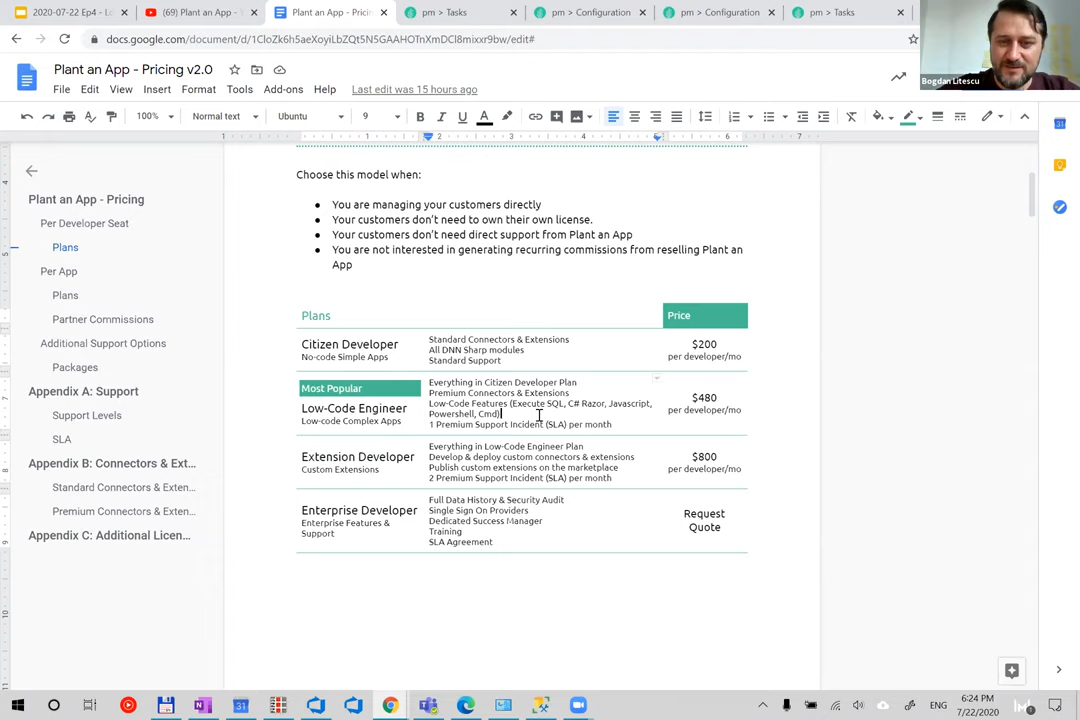 2020-07-22 Ep4 - L
(69) Plant an App -
Plant an App - Pricin
pm > Tasks
pm > Configuration
pm > Configuration
pm > Tasks
docs.google.com/document/d/1CloZk6h5aeXoyiLbZQt5N5GAAHOTnXmDCl8mixxr9bw/edit#
Bogdan Litescu
Plant an App - Pricing v2.0
File Edit View Insert Format Tools Add-ons Help Last edit was 15 hours ago
100% Normal text Ubuntu 9
1 1 2 3 4 5 6 7
Plant an App - Pricing
Per Developer Seat
Plans
Per App
Plans
Partner Commissions
Additional Support Options
Packages
Appendix A: Support
Support Levels
SLA
Appendix B: Connectors & Ext...
Standard Connectors & Exten...
Premium Connectors & Exten...
Appendix C: Additional Licen...
Choose this model when:
● You are managing your customers directly
● Your customers don't need to own their own license.
● Your customers don't need direct support from Plant an App
● You are not interested in generating recurring commissions from reselling Plant an
App
Plans Price
Citizen Developer
No-code Simple Apps
Standard Connectors & Extensions
All DNN Sharp modules
Standard Support
$200
per developer/mo
Most Popular
Low-Code Engineer
Low-code Complex Apps
Everything in Citizen Developer Plan
Premium Connectors & Extensions
Low-Code Features (Execute SQL, C# Razor, Javascript,
Powershell, Cmd)
1 Premium Support Incident (SLA) per month
$480
per developer/mo
Extension Developer
Custom Extensions
Everything in Low-Code Engineer Plan
Develop & deploy custom connectors & extensions
Publish custom extensions on the marketplace
2 Premium Support Incident (SLA) per month
$800
per developer/mo
Enterprise Developer
Enterprise Features &
Support
Full Data History & Security Audit
Single Sign On Providers
Dedicated Success Manager
Training
SLA Agreement
Request
Quote
ENG
6:24 PM
7/22/2020